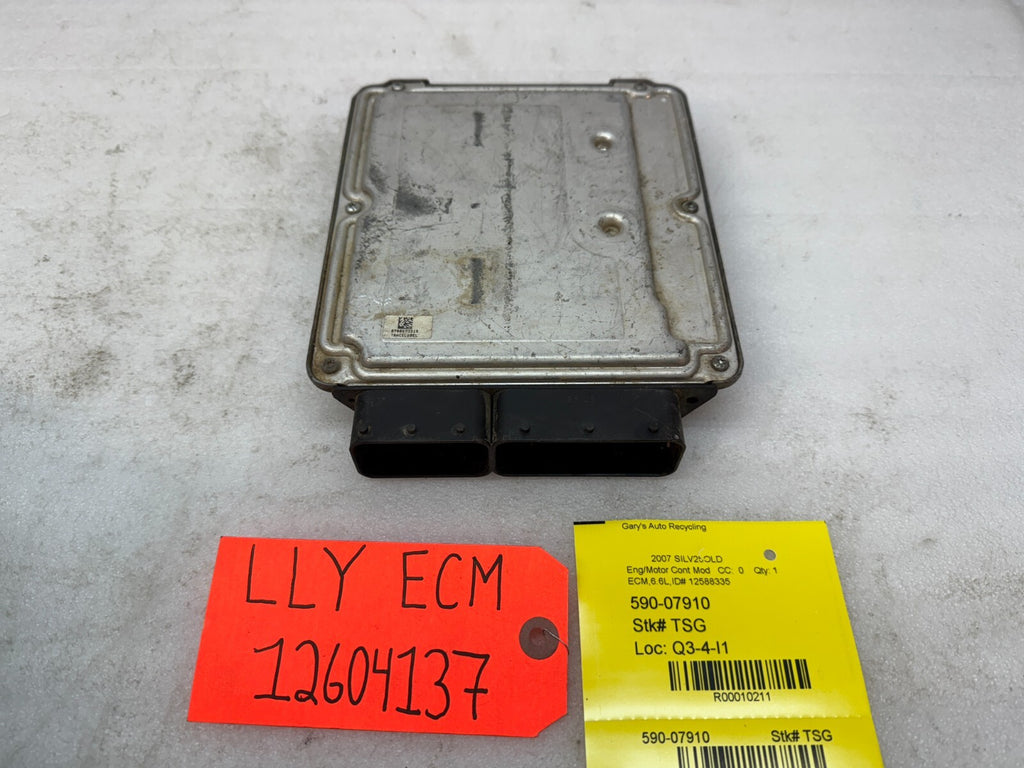 LLY ECM
12604137
Gary's Auto Recycling
2007 SILV25OLD
Eng/Motor Cont Mod CC: 0 Qty: 1
ECM,6.6L,ID# 12588335
590-07910
Stk# TSG
Loc: Q3-4-I1
R00010211
590-07910 Stk# TSG